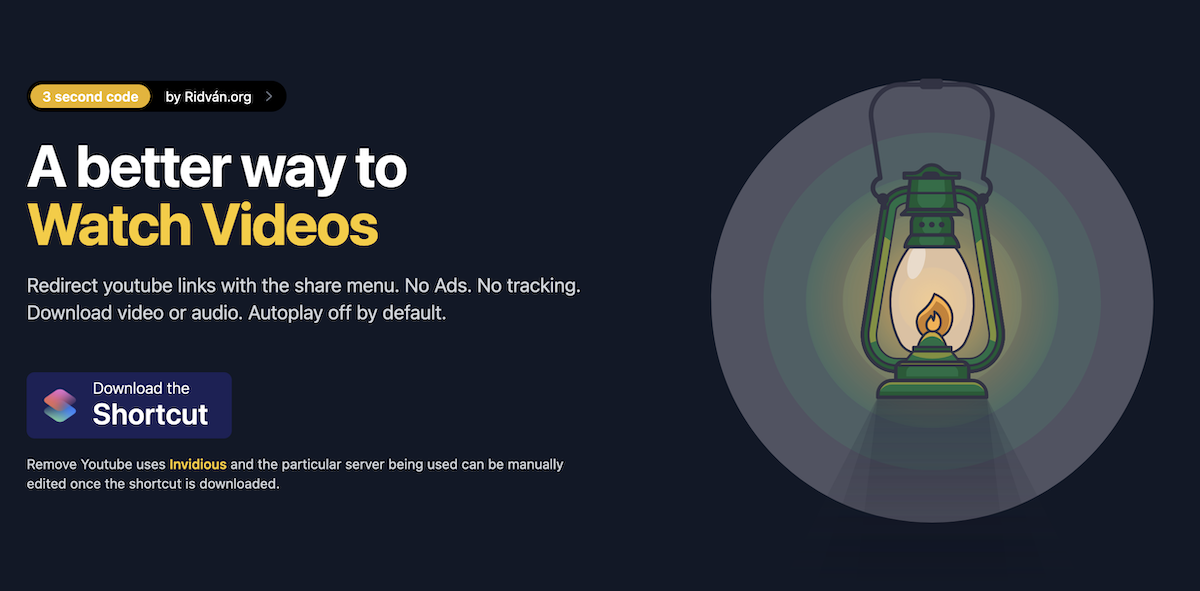 3 second code by Ridván.org
A better way to
Watch Videos
Redirect youtube links with the share menu. No Ads. No tracking.
Download video or audio. Autoplay off by default.
Download the
Shortcut
Remove Youtube uses Invidious and the particular server being used can be manually
edited once the shortcut is downloaded.